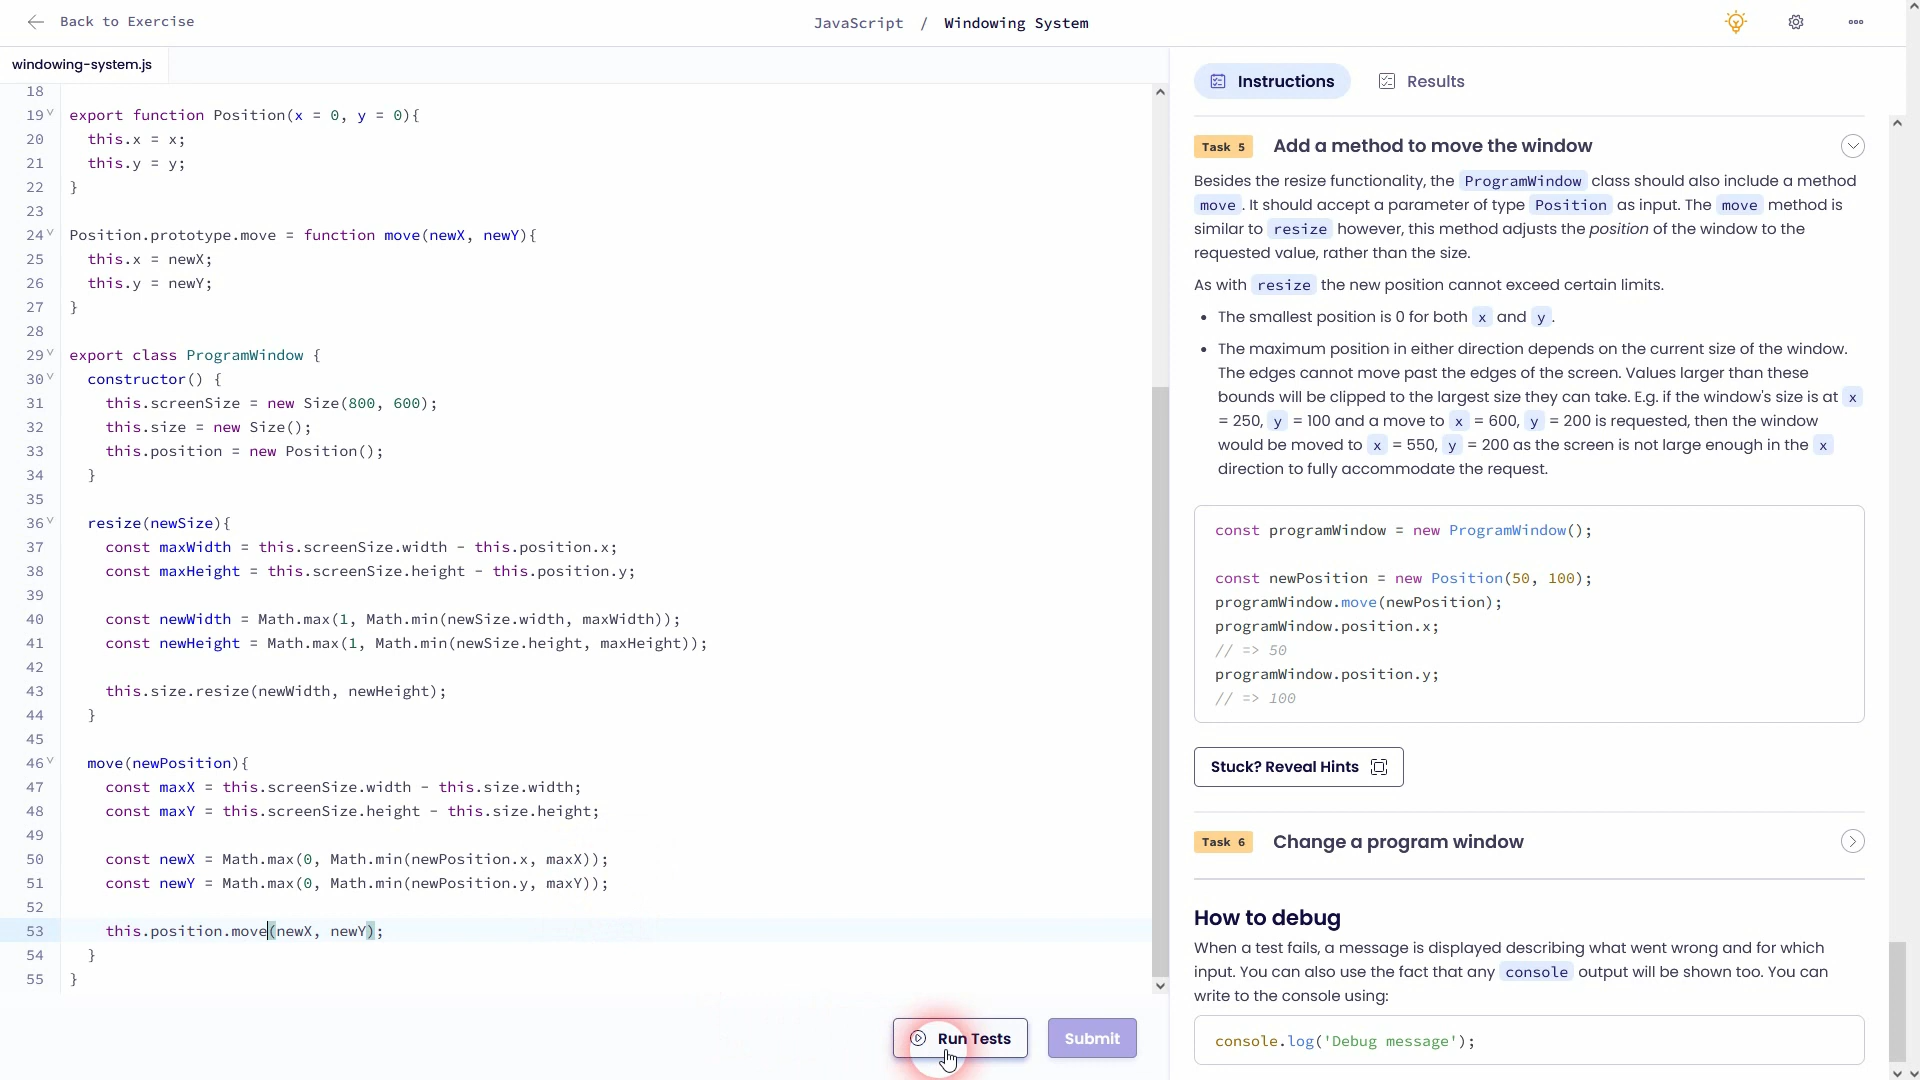 Back to Exercise
JavaScript / Windowing System
windowing-system.js
18
19 export function Position(x = 0, y = 0){
20 this.x = x;
21 this.y = y;
22 }
23
24 Position.prototype.move = function move(newX, newY){
25 this.x = newX;
26 this.y = newY;
27 }
28
29 export class ProgramWindow {
30 constructor() {
31 this.screenSize = new Size(800, 600);
32 this.size = new Size();
33 this.position = new Position();
34 }
35
36 resize(newSize){
37 const maxWidth = this.screenSize.width - this.position.x;
38 const maxHeight = this.screenSize.height - this.position.y;
39
40 const newWidth = Math.max(1, Math.min(newSize.width, maxWidth));
41 const newHeight = Math.max(1, Math.min(newSize.height, maxHeight));
42
43 this.size.resize(newWidth, newHeight);
44 }
45
46 move(newPosition){
47 const maxX = this.screenSize.width - this.size.width;
48 const maxY = this.screenSize.height - this.size.height;
49
50 const newX = Math.max(0, Math.min(newPosition.x, maxX));
51 const newY = Math.max(0, Math.min(newPosition.y, maxY));
52
53 this.position.move(newX, newY);
54 }
55 }
Run Tests
Submit
Instructions
Results
Task 5 Add a method to move the window
Besides the resize functionality, the ProgramWindow class should also include a method
move . It should accept a parameter of type Position as input. The move method is
similar to resize however, this method adjusts the position of the window to the
requested value, rather than the size.
As with resize the new position cannot exceed certain limits.
• The smallest position is 0 for both x and y .
• The maximum position in either direction depends on the current size of the window.
The edges cannot move past the edges of the screen. Values larger than these
bounds will be clipped to the largest size they can take. E.g. if the window's size is at x
= 250, y = 100 and a move to x = 600, y = 200 is requested, then the window
would be moved to x = 550, y = 200 as the screen is not large enough in the x
direction to fully accommodate the request.
const programWindow = new ProgramWindow();
const newPosition = new Position(50, 100);
programWindow.move(newPosition);
programWindow.position.x;
// => 50
programWindow.position.y;
// => 100
Stuck? Reveal Hints
Task 6 Change a program window
How to debug
When a test fails, a message is displayed describing what went wrong and for which
input. You can also use the fact that any console output will be shown too. You can
write to the console using:
console.log('Debug message');